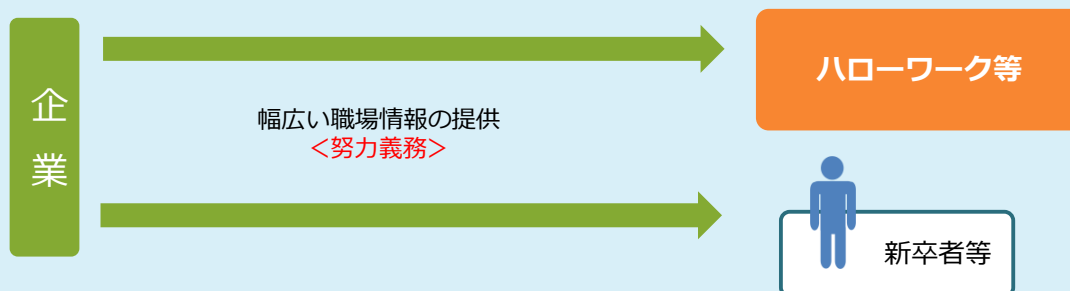 企業
幅広い職場情報の提供
＜努力義務＞
ハローワーク等
新卒者等